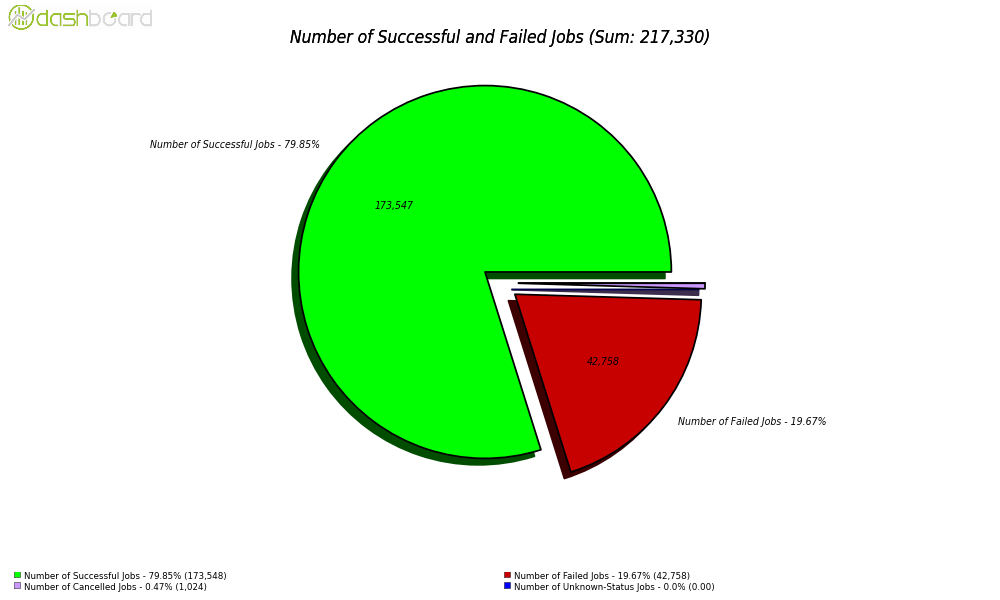 dashboard
Number of Successful and Failed Jobs (Sum: 217,330)
Number of Successful Jobs - 79.85%
173,547
42,758
Number of Failed Jobs - 19.67%
Number of Successful Jobs - 79.85% (173,548)
Number of Failed Jobs - 19.67% (42,758)
Number of Cancelled Jobs - 0.47% (1,024)
Number of Unknown-Status Jobs - 0.0% (0.00)